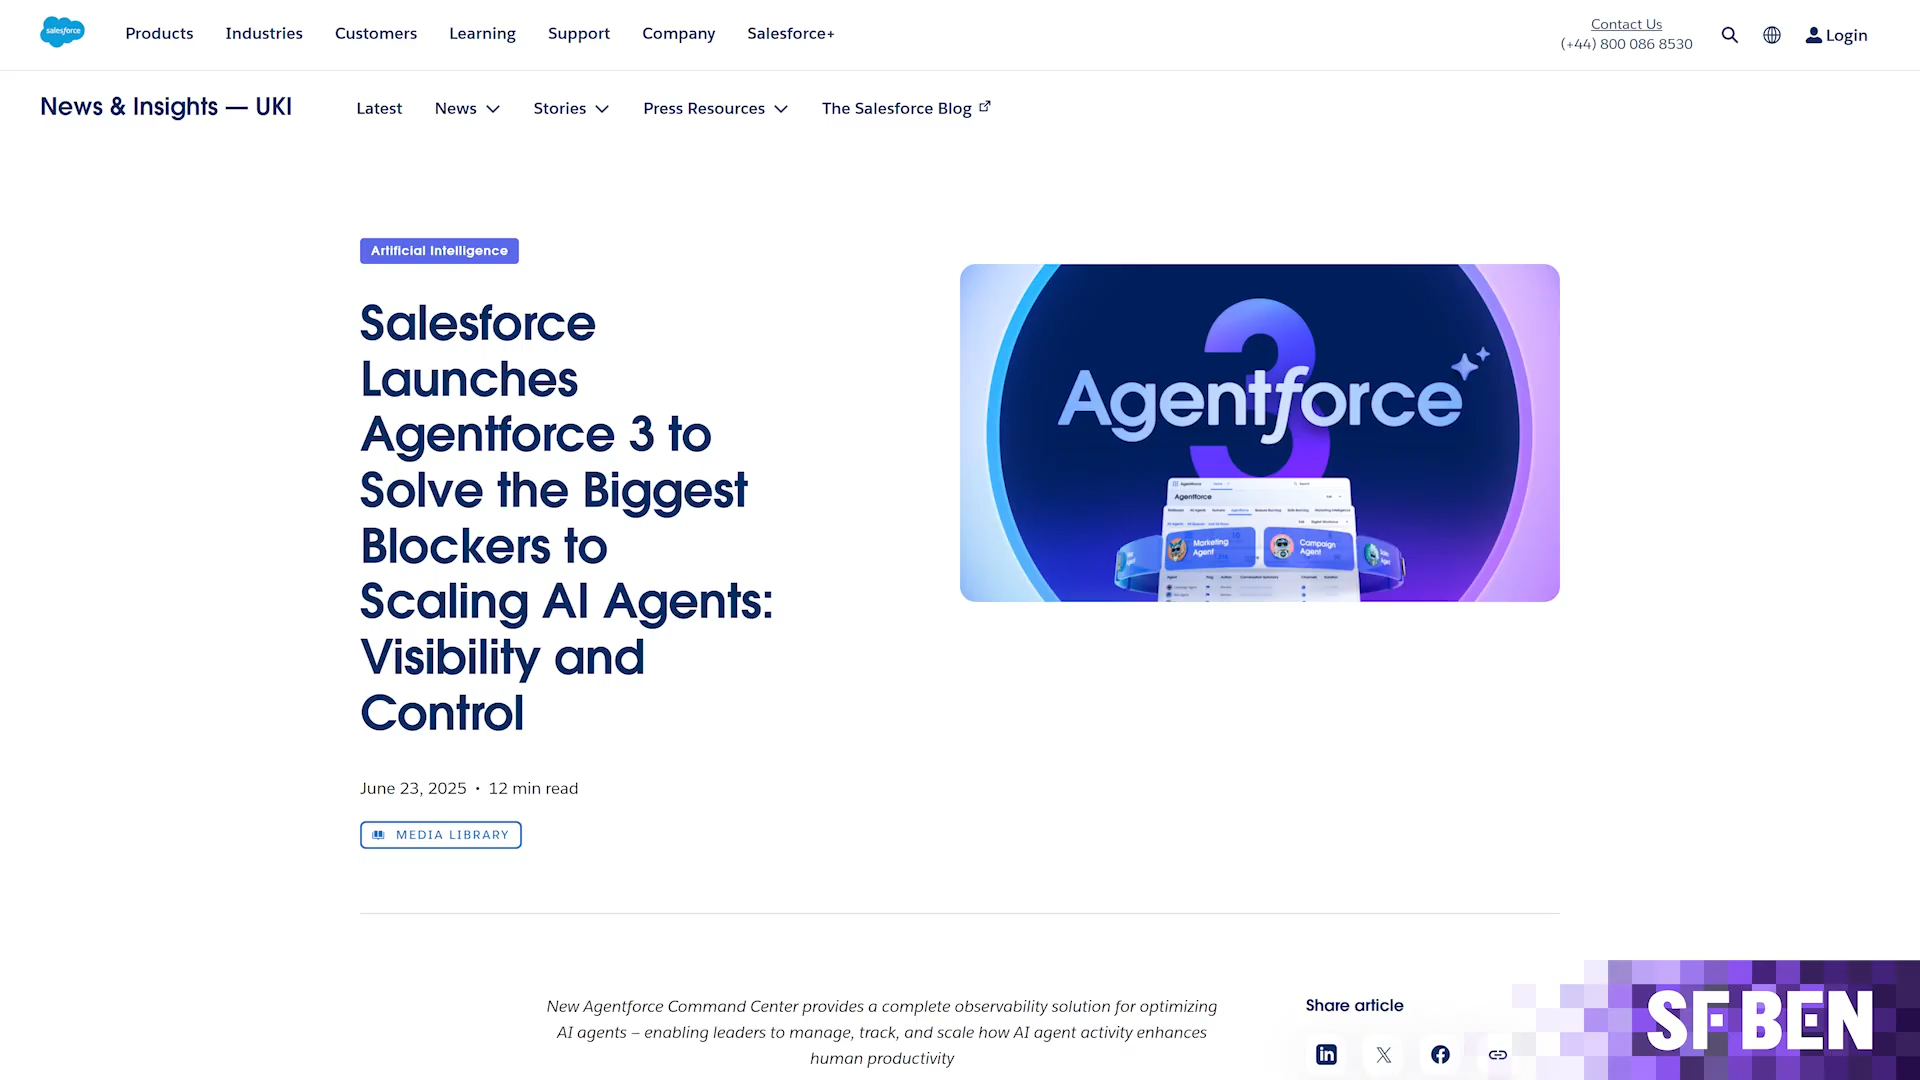 salesforce
Products
Industries
Customers
Learning
Support
Company
Salesforce+
Contact Us
(+44) 800 086 8530
Login
News & Insights — UKI
Latest
News
Stories
Press Resources
The Salesforce Blog
Artificial Intelligence
Salesforce
Launches
Agentforce 3 to
Solve the Biggest
Blockers to
Scaling AI Agents:
Visibility and
Control
June 23, 2025 • 12 min read
MEDIA LIBRARY
3
Agentforce
Agentforce
Marketing
Agent
Campaign
Agent
New Agentforce Command Center provides a complete observability solution for optimizing
AI agents – enabling leaders to manage, track, and scale how AI agent activity enhances
human productivity
Share article
SF BEN